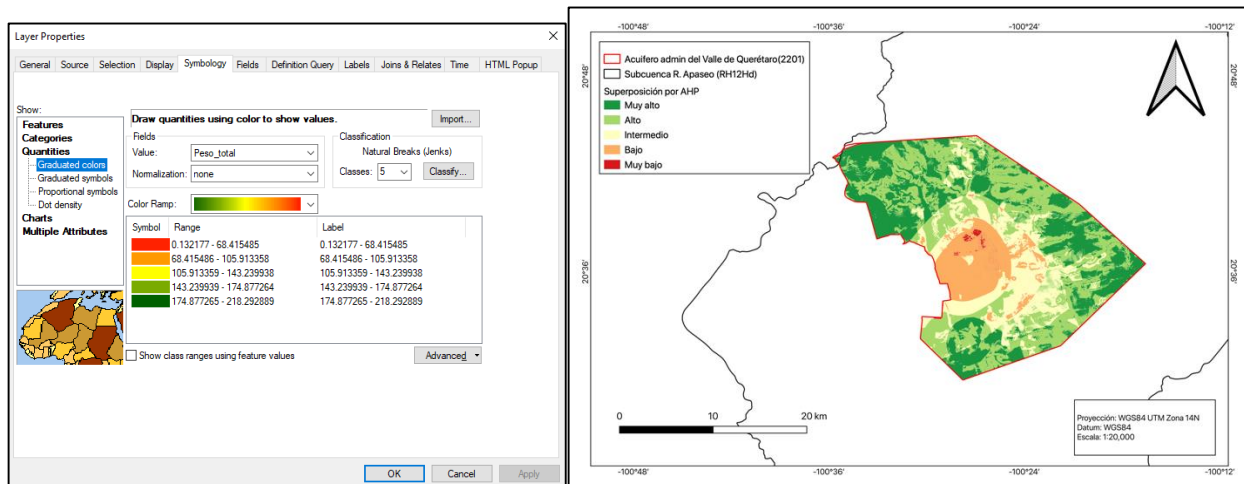 Layer Properties
General Source Selection Display Symbology Fields Definition Query Labels Joins & Relates Time HTML Popup
Show:
Features
Categories
Quantities
Graduated colors
Graduated symbols
Proportional symbols
Dot density
Charts
Multiple Attributes
Draw quantities using color to show values.
Import...
Fields
Value: Peso_total
Normalization: none
Classification
Natural Breaks (Jenks)
Classes: 5 Classify...
Color Ramp:
Symbol Range Label
0.132177 - 68.415485 0.132177 - 68.415485
68.415486 - 105.913358 68.415486 - 105.913358
105.913359 - 143.239938 105.913359 - 143.239938
143.239939 - 174.877264 143.239939 - 174.877264
174.877265 - 218.292889 174.877265 - 218.292889
Show class ranges using feature values
Advanced
OK Cancel Apply
-100°48' -100°36' -100°24' -100°12'
20°48' 20°48'
Acuifero admin del Valle de Querétaro(2201)
Subcuenca R. Apaseo (RH12Hd)
Superposición por AHP
Muy alto
Alto
Intermedio
Bajo
Muy bajo
20°36' 20°36'
0 10 20 km
Proyección: WGS84 UTM Zona 14N
Datum: WGS84
Escala: 1:20,000
-100°48' -100°36' -100°24' -100°12'